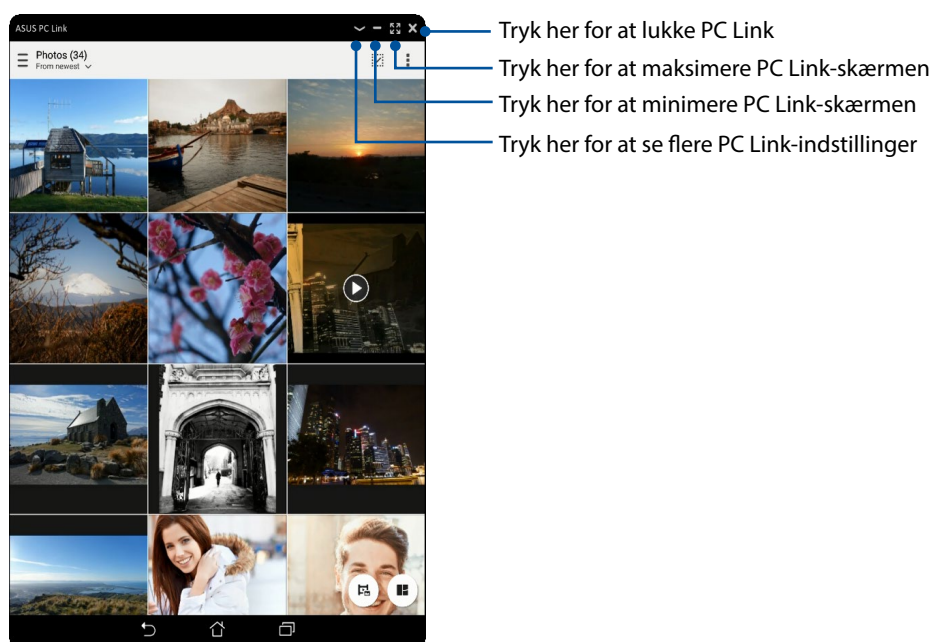 ASUS PC Link
Photos (34)
From newest
Tryk her for at lukke PC Link
Tryk her for at maksimere PC Link-skærmen
Tryk her for at minimere PC Link-skærmen
Tryk her for at se flere PC Link-indstillinger